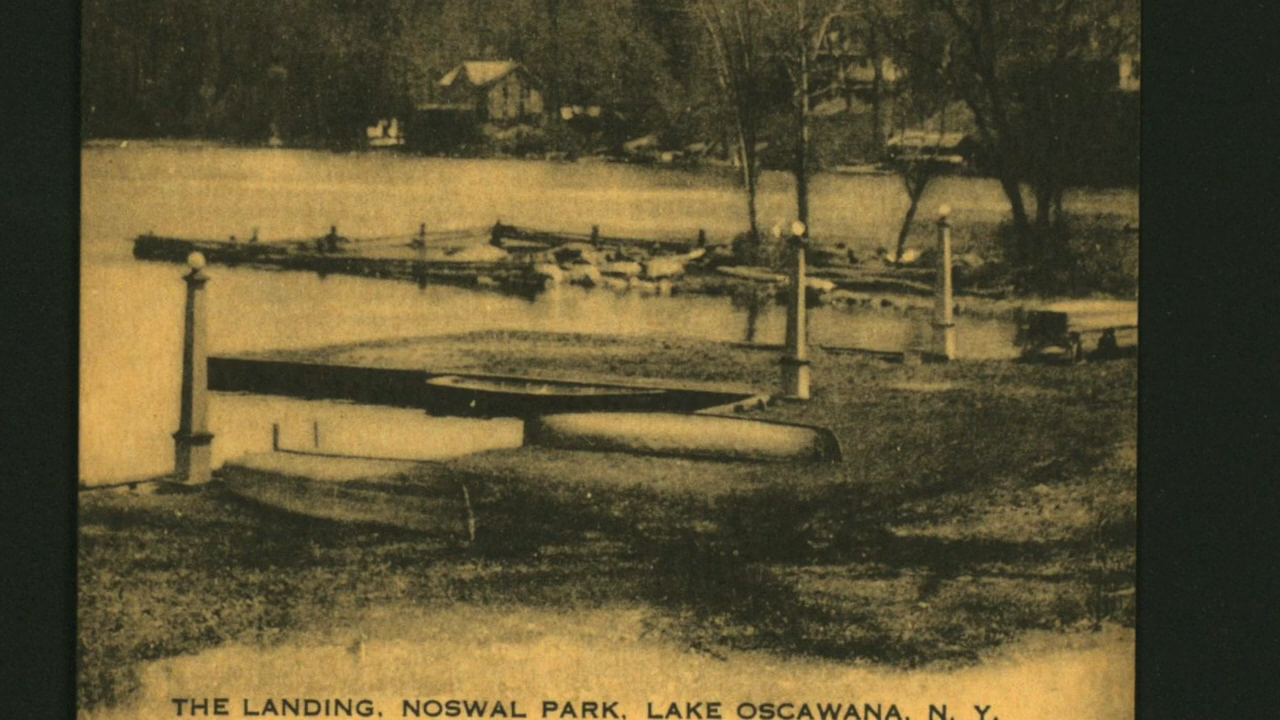 THE LANDING, NOSWAL PARK, LAKE OSCAWANA, N. Y.